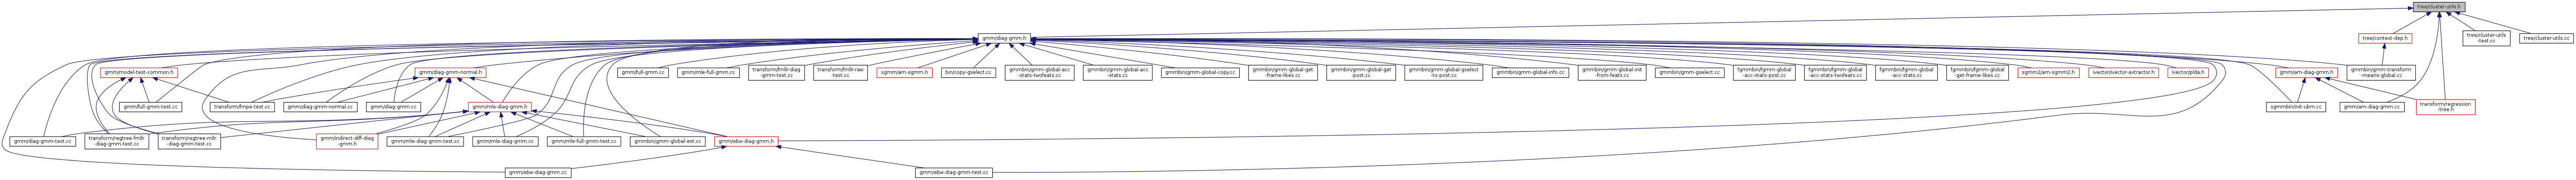 tree/cluster-utils.h
gmm/diag-gmm.h
tree/context-dep.h
tree/cluster-utils
-test.cc
tree/cluster-utils.cc
gmm/model-test-common.h
gmm/diag-gmm-normal.h
gmm/full-gmm.cc
gmm/mle-full-gmm.cc
transform/fmllr-diag
-gmm-test.cc
transform/fmllr-raw
-test.cc
sgmm/am-sgmm.h
bin/copy-gselect.cc
gmmbin/gmm-global-acc
-stats-twofeats.cc
gmmbin/gmm-global-acc
-stats.cc
gmmbin/gmm-global-copy.cc
gmmbin/gmm-global-get
-frame-likes.cc
gmmbin/gmm-global-get
-post.cc
gmmbin/gmm-global-gselect
-to-post.cc
gmmbin/gmm-global-info.cc
gmmbin/gmm-global-init
-from-feats.cc
gmmbin/gmm-gselect.cc
fgmmbin/fgmm-global
-acc-stats-post.cc
fgmmbin/fgmm-global
-acc-stats-twofeats.cc
fgmmbin/fgmm-global
-acc-stats.cc
fgmmbin/fgmm-global
-get-frame-likes.cc
sgmm2/am-sgmm2.h
ivector/ivector-extractor.h
ivector/plda.h
gmm/am-diag-gmm.h
gmmbin/gmm-transform
-means-global.cc
gmm/full-gmm-test.cc
transform/fmpe-test.cc
gmm/diag-gmm-normal.cc
gmm/diag-gmm.cc
gmm/mle-diag-gmm.h
sgmmbin/init-ubm.cc
gmm/am-diag-gmm.cc
transform/regression
-tree.h
gmm/diag-gmm-test.cc
transform/regtree-fmllr
-diag-gmm-test.cc
transform/regtree-mllr
-diag-gmm-test.cc
gmm/indirect-diff-diag
-gmm.h
gmm/mle-diag-gmm-test.cc
gmm/mle-diag-gmm.cc
gmm/mle-full-gmm-test.cc
gmmbin/gmm-global-est.cc
gmm/ebw-diag-gmm.h
gmm/ebw-diag-gmm.cc
gmm/ebw-diag-gmm-test.cc